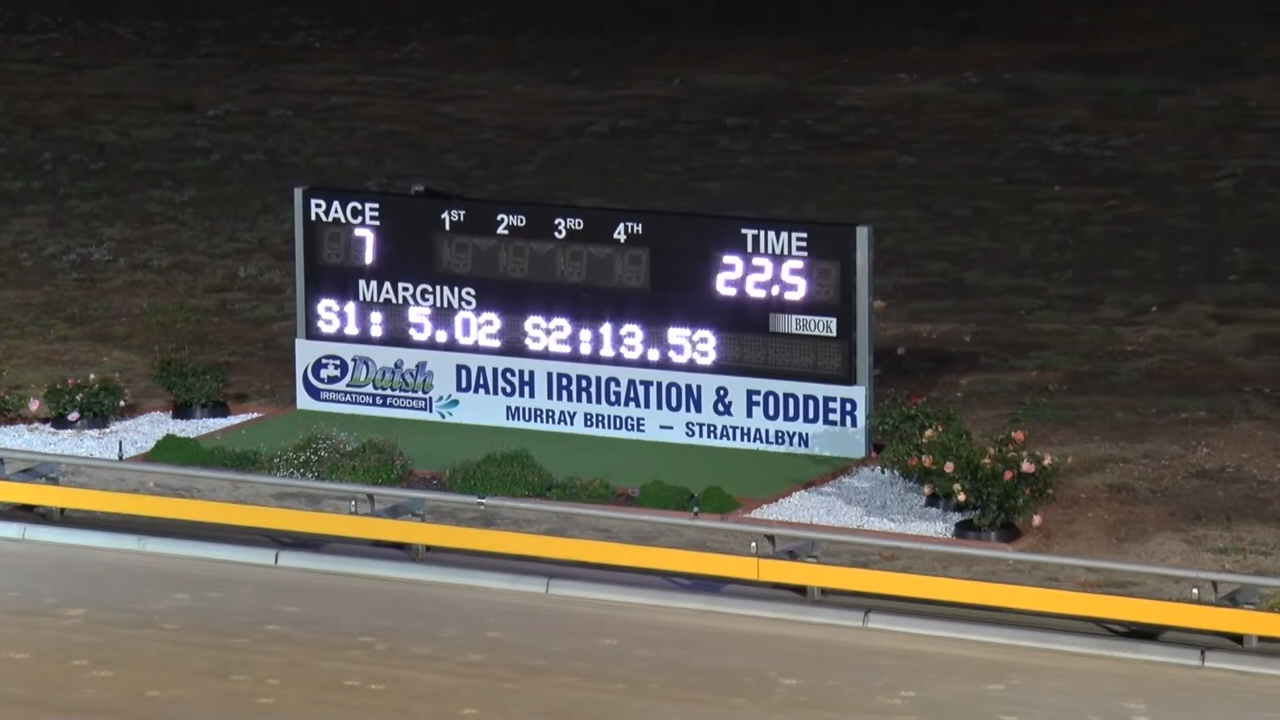 RACE 1ST 2ND 3RD 4TH TIME
7 22.5
MARGINS
BROOK
S1: 5.02 S2:13.53
Daish
IRRIGATION & FODDER
DAISH IRRIGATION & FODDER
MURRAY BRIDGE – STRATHALBYN